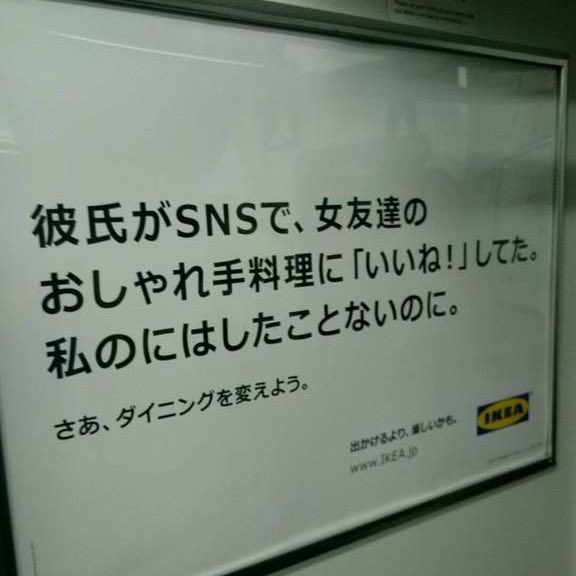 彼氏がSNSで、女友達の
おしゃれ手料理に「いいね!」してた。
私のにはしたことないのに。
さあ、ダイニングを変えよう。
出かけるより、楽しいかも。
www.IKEA.jp
IKEA